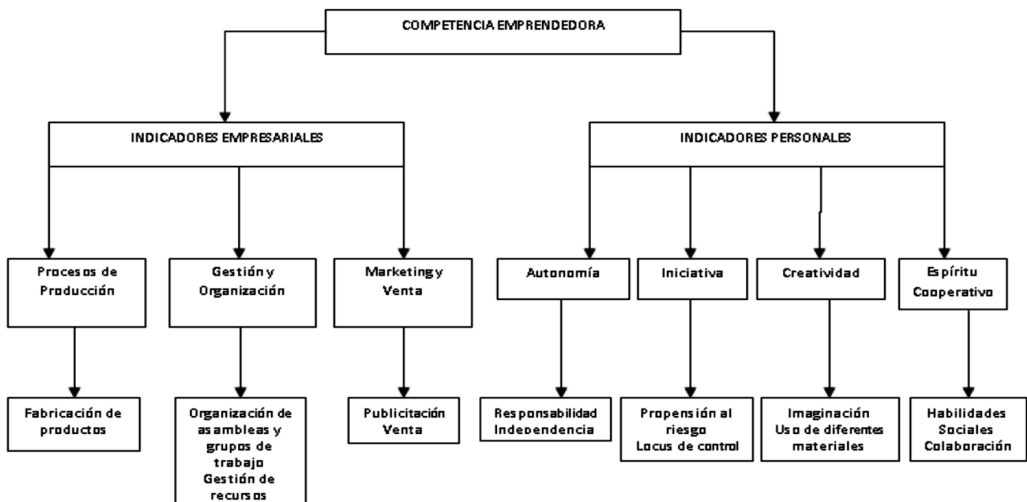 COMPETENCIA EMPRENDEDORA
INDICADORES EMPRESARIALES
INDICADORES PERSONALES
Procesos de
Producción
Gestión y
Organización
Marketing y
Venta
Autonomía
Iniciativa
Creatividad
Espíritu
Cooperativo
Fabricación de
productos
Organización de
asambleas y
grupos de
trabajo
Gestión de
recursos
Publicitación
Venta
Responsabilidad
Independencia
Propensión al
riesgo
Locus de control
Imaginación
Uso de diferentes
materiales
Habilidades
Sociales
Colaboración